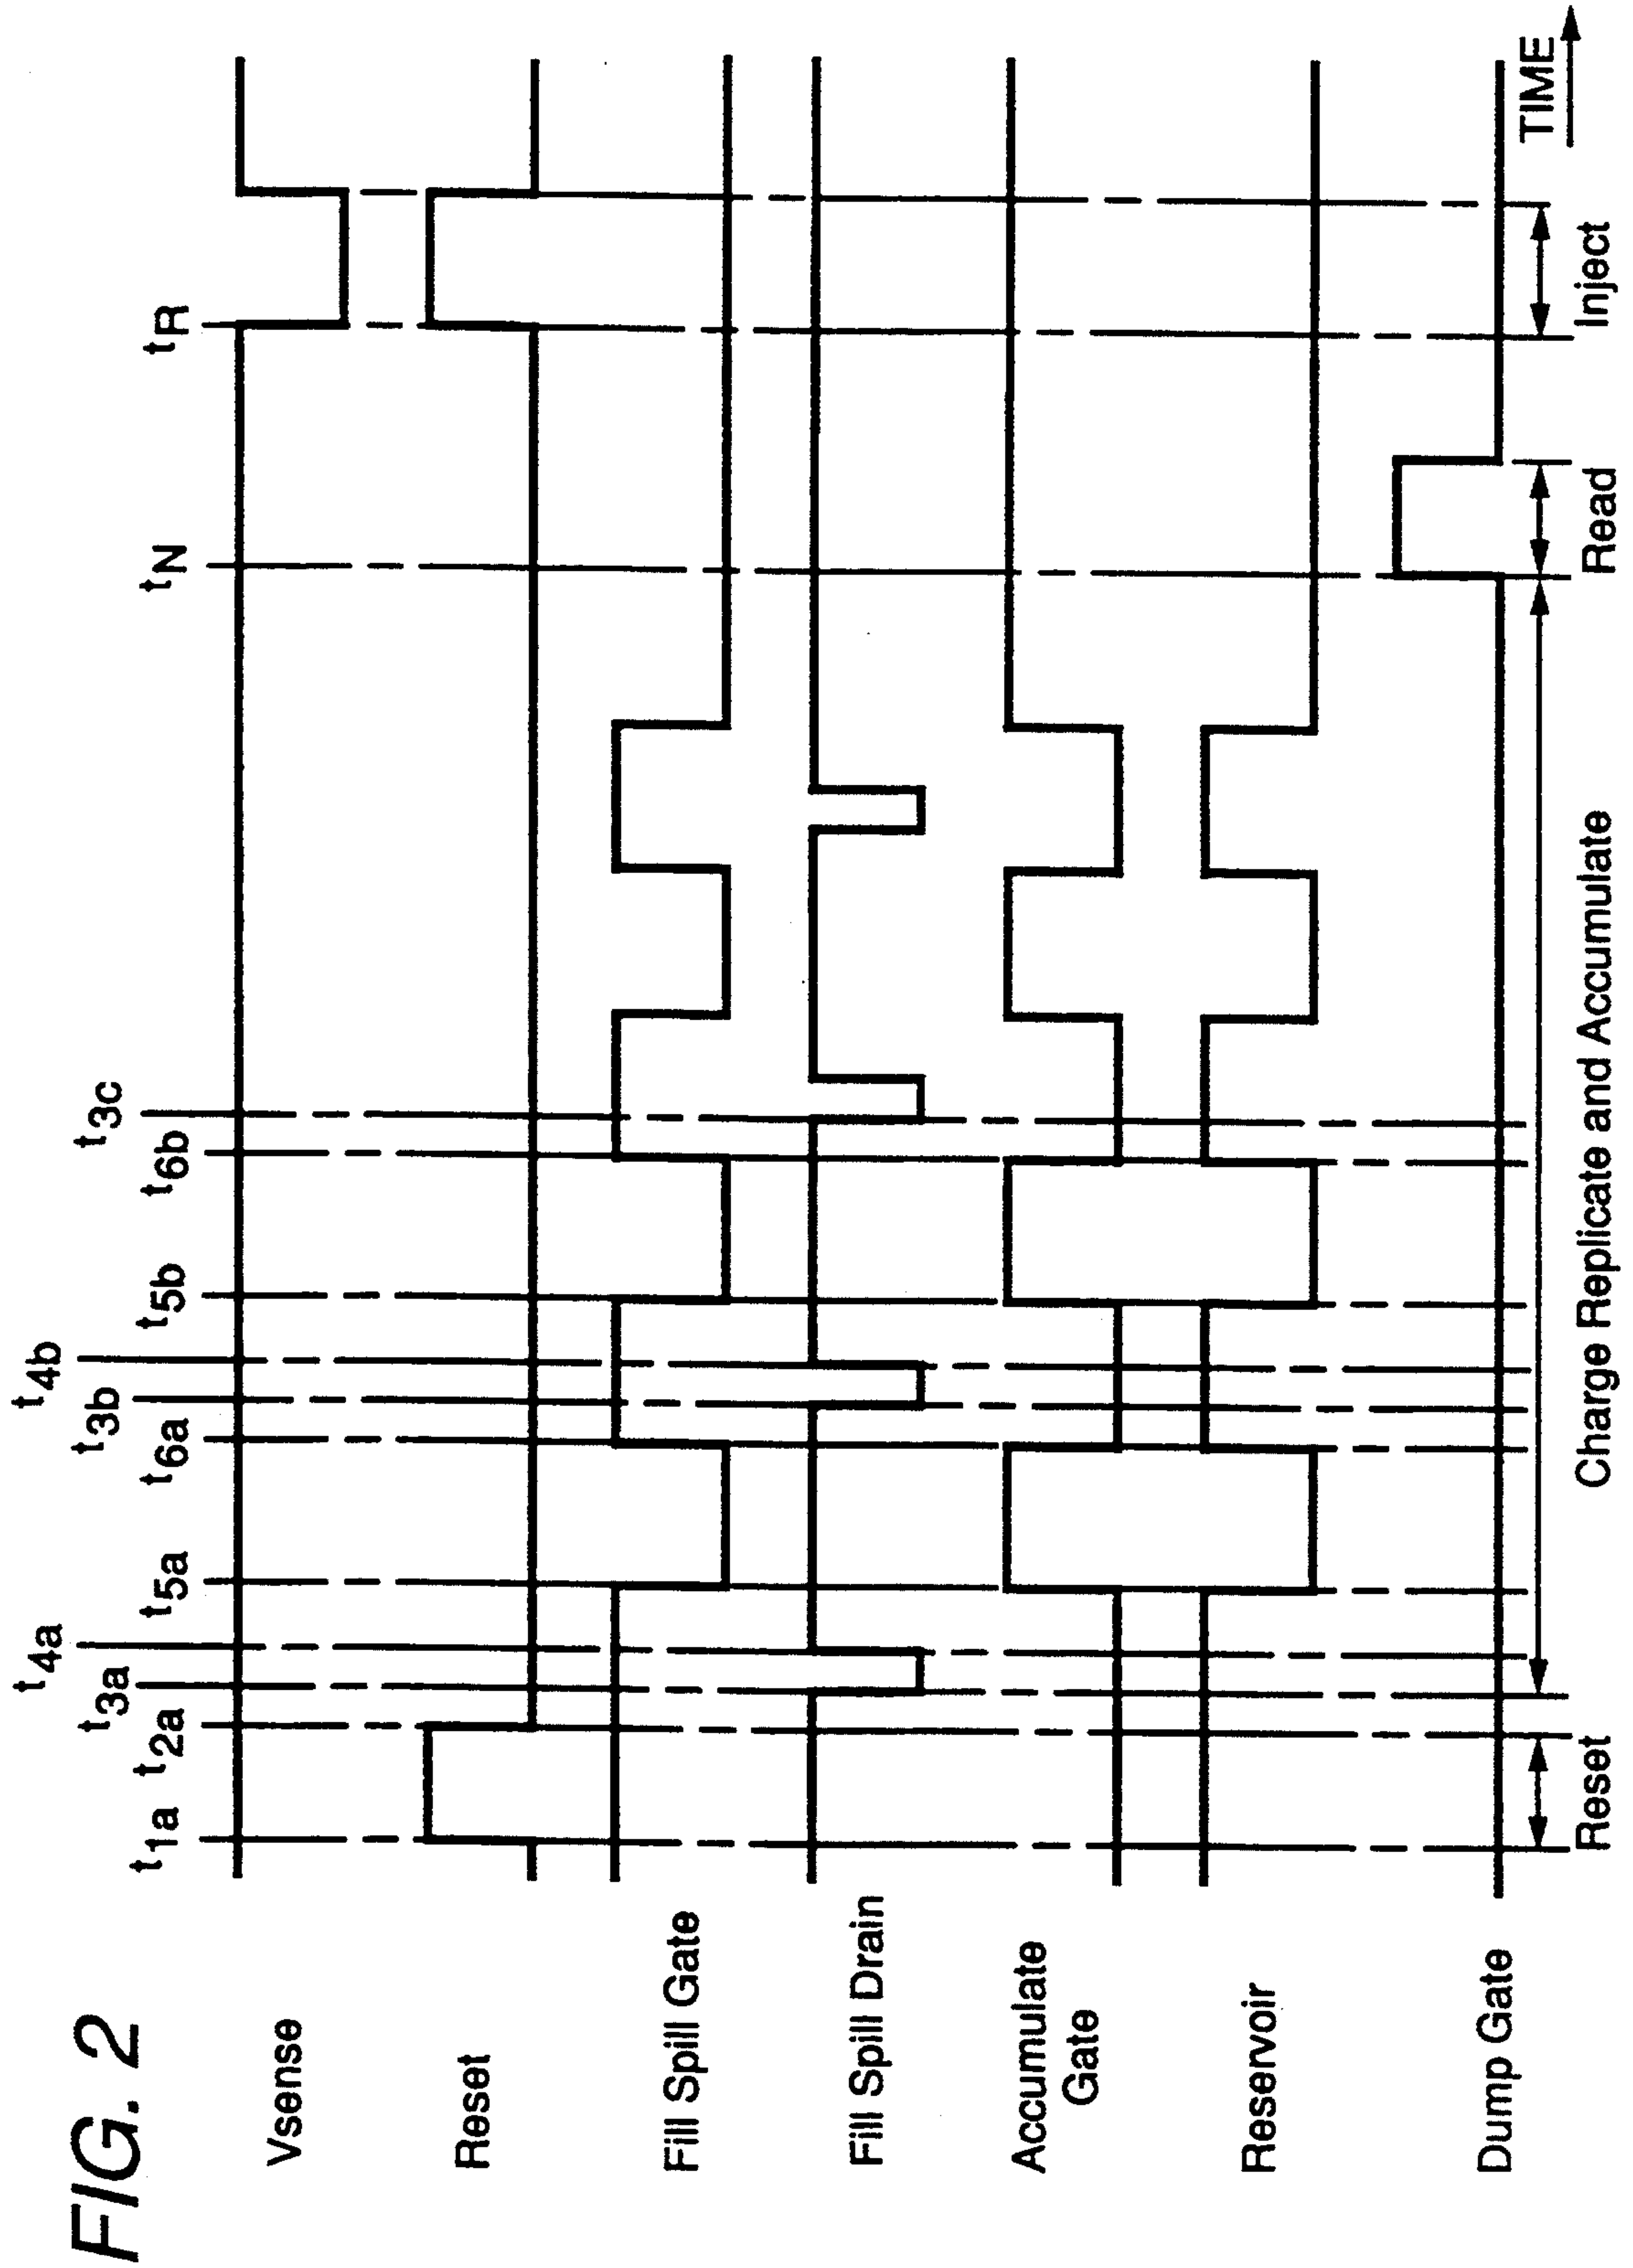 FIG. 2
t4a
t4b
t3a
t3b
t3c
t1a
t2a
t5a
t6a
t5b
t6b
tN
tR
Vsense
Reset
Fill Spill Gate
Fill Spill Drain
Accumulate
Gate
Reservoir
Dump Gate
TIME
Reset
Charge Replicate and Accumulate
Read
Inject